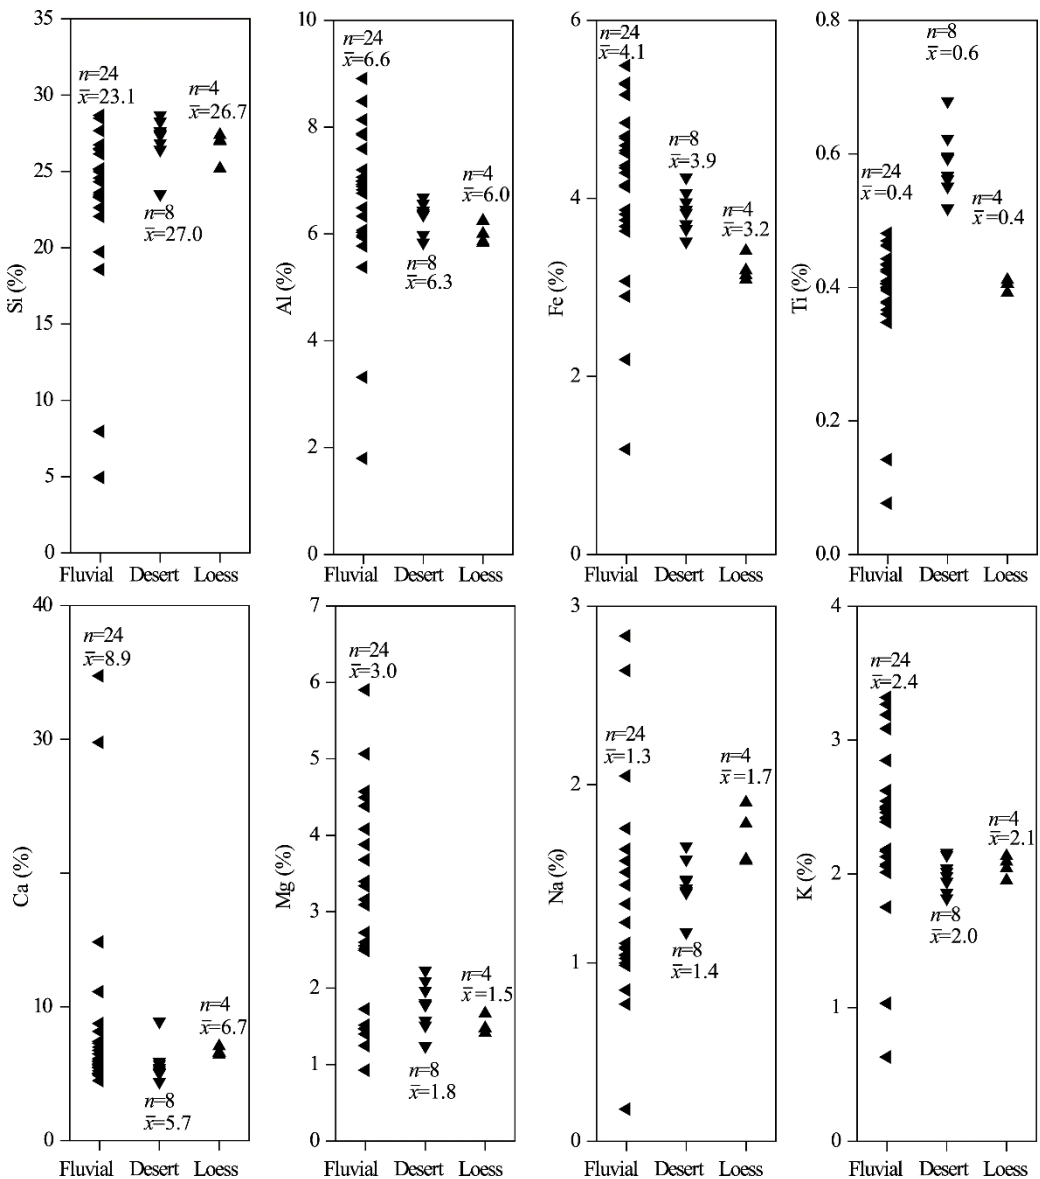 35
30
25
20
15
10
5
0
Si (%)
n=24
x̄=23.1
n=8
x̄=27.0
n=4
x̄=26.7
Fluvial Desert Loess
10
8
6
4
2
0
Al (%)
n=24
x̄=6.6
n=8
x̄=6.3
n=4
x̄=6.0
Fluvial Desert Loess
6
4
2
0
Fe (%)
n=24
x̄=4.1
n=8
x̄=3.9
n=4
x̄=3.2
Fluvial Desert Loess
0.8
0.6
0.4
0.2
0.0
Ti (%)
n=24
x̄=0.4
n=8
x̄=0.6
n=4
x̄=0.4
Fluvial Desert Loess
40
30
10
0
Ca (%)
n=24
x̄=8.9
n=8
x̄=5.7
n=4
x̄=6.7
Fluvial Desert Loess
7
6
5
4
3
2
1
0
Mg (%)
n=24
x̄=3.0
n=8
x̄=1.8
n=4
x̄=1.5
Fluvial Desert Loess
3
2
1
0
Na (%)
n=24
x̄=1.3
n=8
x̄=1.4
n=4
x̄=1.7
Fluvial Desert Loess
4
3
2
1
0
K (%)
n=24
x̄=2.4
n=8
x̄=2.0
n=4
x̄=2.1
Fluvial Desert Loess